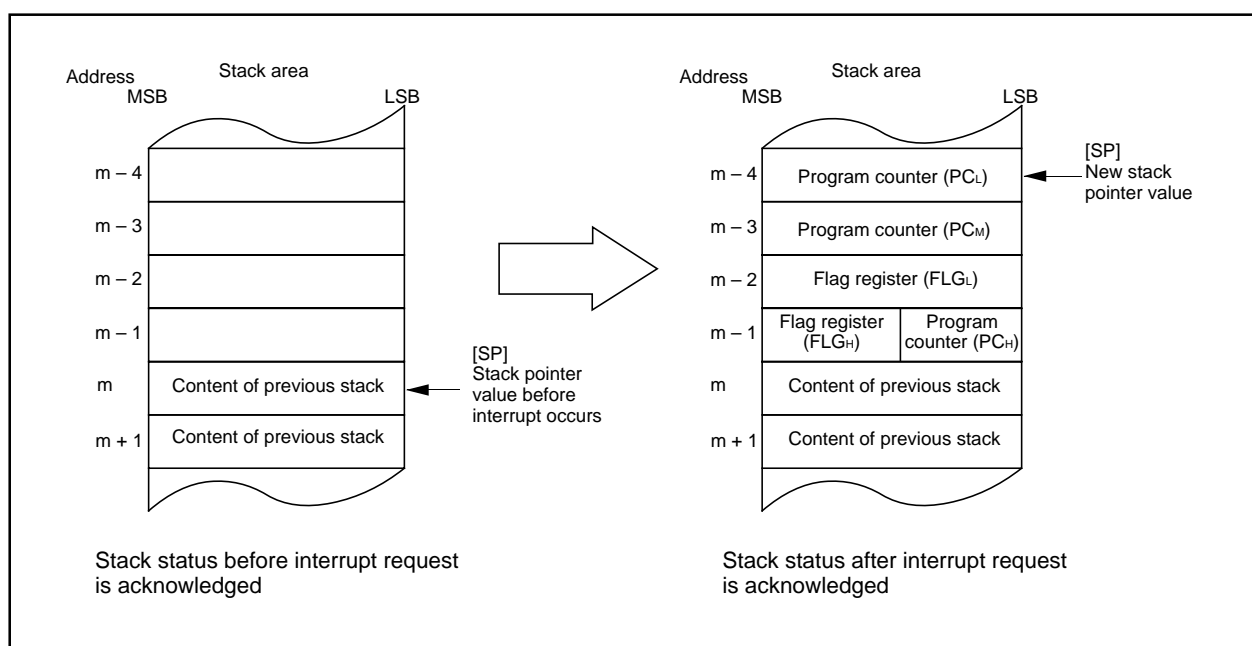 Address
Stack area
MSB
LSB
m – 4
m – 3
m – 2
m – 1
m
Content of previous stack
m + 1
Content of previous stack
[SP]
Stack pointer
value before
interrupt occurs
Stack status before interrupt request
is acknowledged
Address
Stack area
MSB
LSB
m – 4
Program counter (PCL)
[SP]
New stack
pointer value
m – 3
Program counter (PCM)
m – 2
Flag register (FLGL)
m – 1
Flag register
(FLGH)
Program
counter (PCH)
m
Content of previous stack
m + 1
Content of previous stack
Stack status after interrupt request
is acknowledged